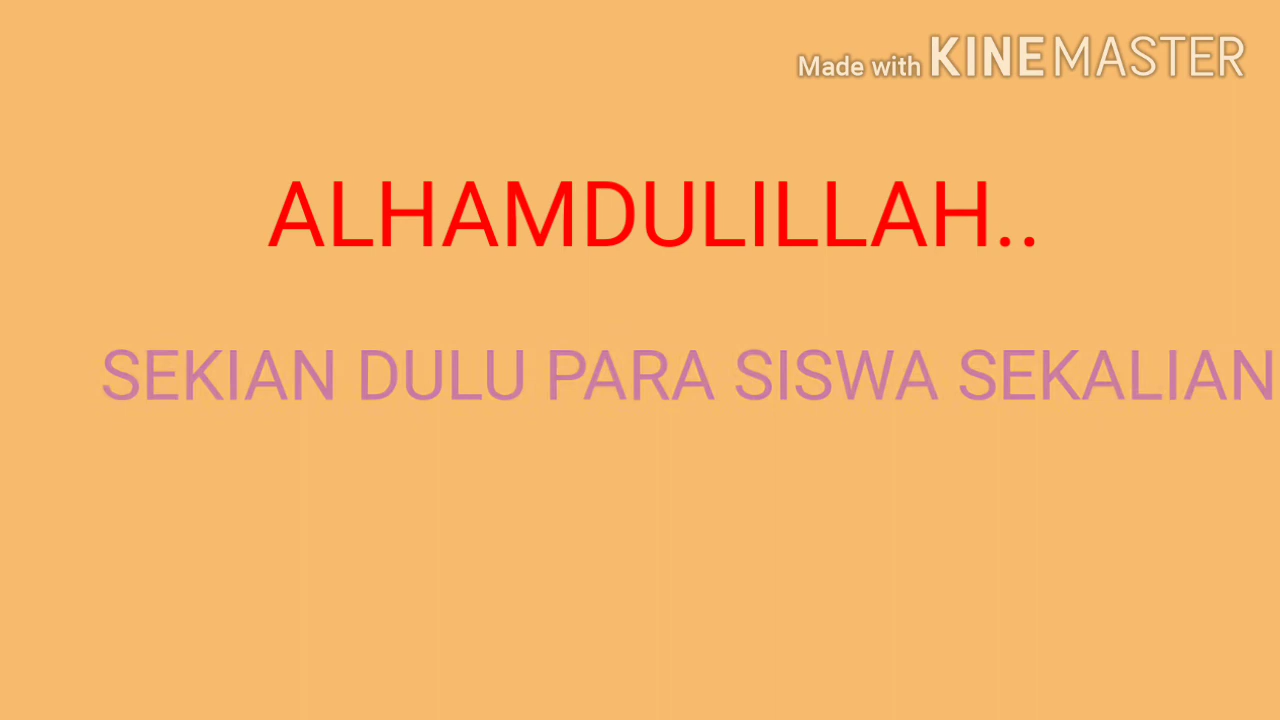 Made with KINEMASTER
ALHAMDULILLAH..
SEKIAN DULU PARA SISWA SEKALIAN